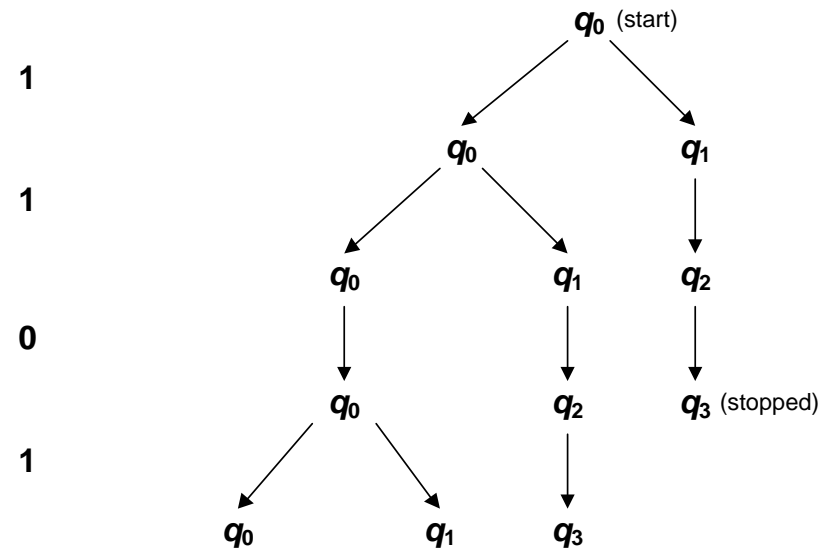 q₀ (start)
1
q₀ q₁
1
q₀ q₁ q₂
0
q₀ q₂ q₃ (stopped)
1
q₀ q₁ q₃